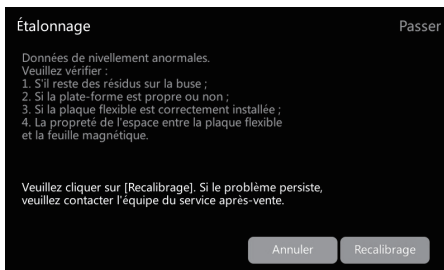 Étalonnage
Passer
Données de nivellement anormales.
Veuillez vérifier :
1. S'il reste des résidus sur la buse ;
2. Si la plate-forme est propre ou non ;
3. Si la plaque flexible est correctement installée ;
4. La propreté de l'espace entre la plaque flexible
et la feuille magnétique.
Veuillez cliquer sur [Recalibrage]. Si le problème persiste,
veuillez contacter l'équipe du service après-vente.
Annuler
Recalibrage